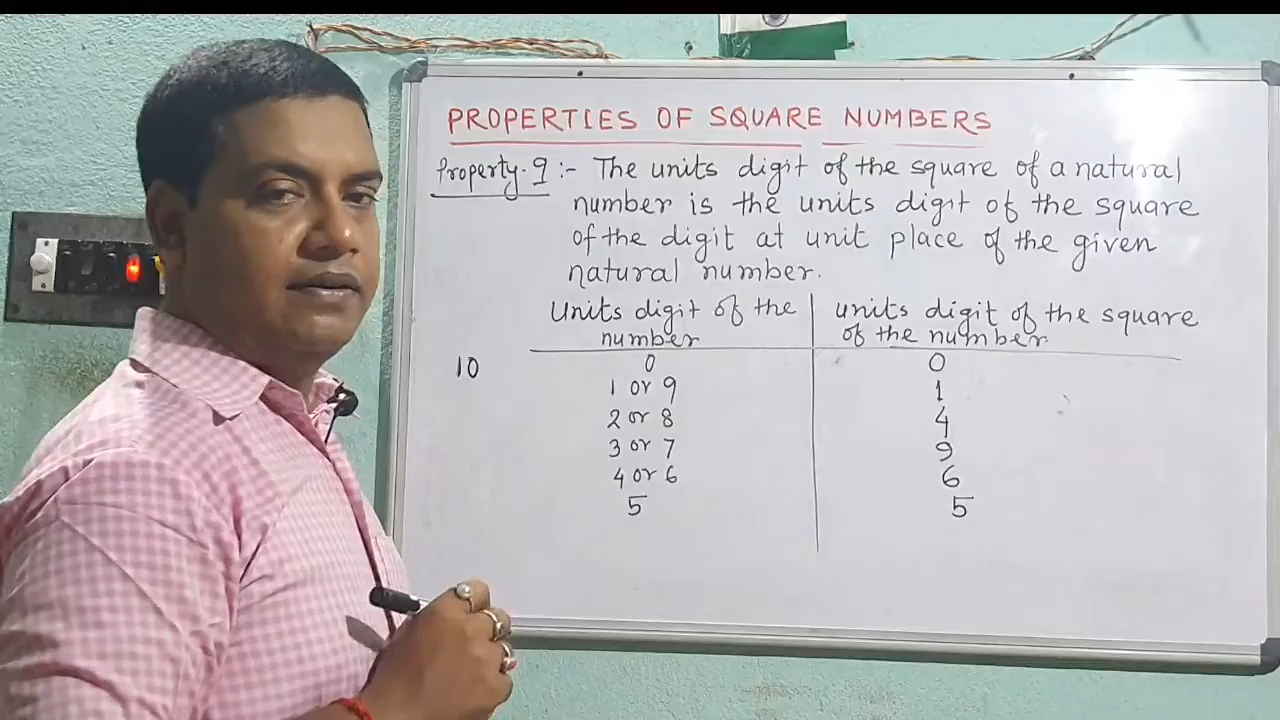 PROPERTIES OF SQUARE NUMBERS
Property-9 :- The units digit of the square of a natural
number is the units digit of the square
of the digit at unit place of the given
natural number.
Units digit of the number | units digit of the square of the number
10 0 0
1 or 9 1
2 or 8 4
3 or 7 9
4 or 6 6
5 5